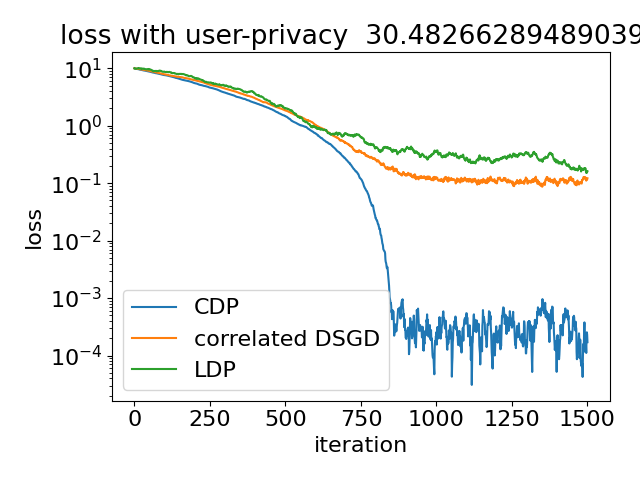 loss with user-privacy 30.48266289489039
loss
10¹
10⁰
10⁻¹
10⁻²
10⁻³
10⁻⁴
CDP
correlated DSGD
LDP
0 250 500 750 1000 1250 1500
iteration